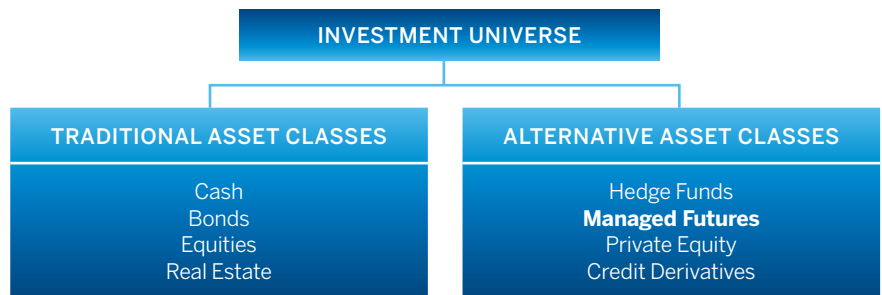 INVESTMENT UNIVERSE
TRADITIONAL ASSET CLASSES
Cash
Bonds
Equities
Real Estate
ALTERNATIVE ASSET CLASSES
Hedge Funds
Managed Futures
Private Equity
Credit Derivatives